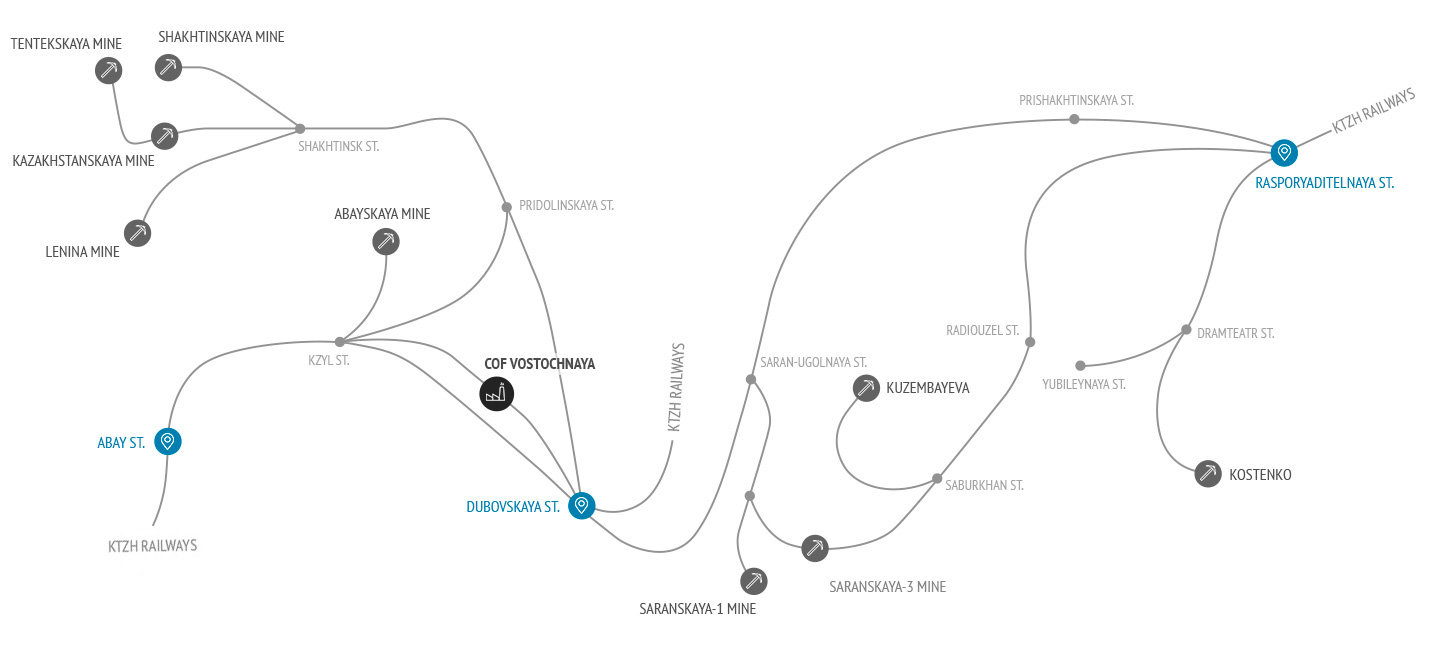 SHAKHTINSKAYA MINE
TENTEKSKAYA MINE
KAZAKHSTANSKAYA MINE
SHAKHTINSK ST.
LENINA MINE
ABAYSKAYA MINE
PRIDOLINSKAYA ST.
KZYL ST.
COF VOSTOCHNAYA
ABAY ST.
KTZH RAILWAYS
DUBOVSKAYA ST.
KTZH RAILWAYS
PRISHAKHTINSKAYA ST.
KTZH RAILWAYS
RASPORYADITELNAYA ST.
RADIOUZEL ST.
DRAMTEATR ST.
SARAN-UGOLNAYA ST.
KUZEMBAYEVA
YUBILEYNAYA ST.
KOSTENKO
SABURKHAN ST.
SARANSKAYA-3 MINE
SARANSKAYA-1 MINE